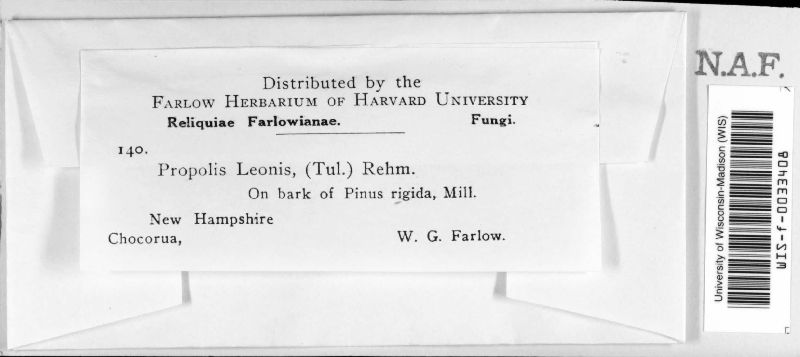 Distributed by the
FARLOW HERBARIUM OF HARVARD UNIVERSITY
Reliquiae Farlowianae. Fungi.
140.
Propolis Leonis, (Tul.) Rehm.
On bark of Pinus rigida, Mill.
New Hampshire
Chocorua, W. G. Farlow.
N.A.F.
University of Wisconsin-Madison (WIS)
WIS-f-0033408